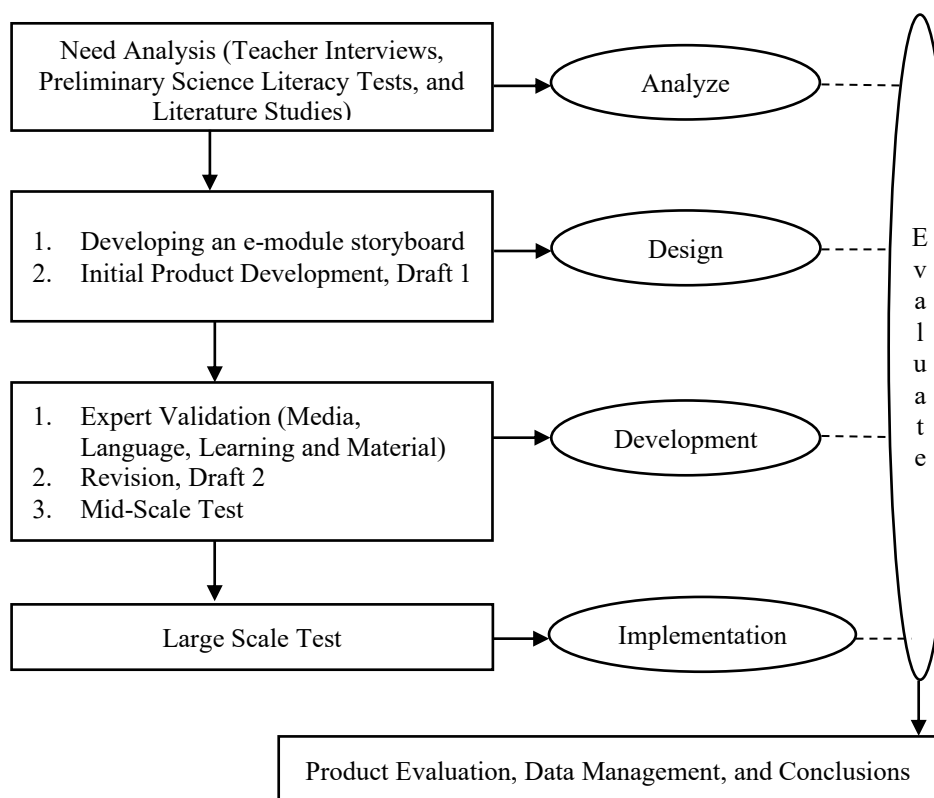 Need Analysis (Teacher Interviews,
Preliminary Science Literacy Tests, and
Literature Studies)
Analyze
1. Developing an e-module storyboard
2. Initial Product Development, Draft 1
Design
1. Expert Validation (Media,
Language, Learning and Material)
2. Revision, Draft 2
3. Mid-Scale Test
Development
Large Scale Test
Implementation
E
v
a
l
u
a
t
e
Product Evaluation, Data Management, and Conclusions